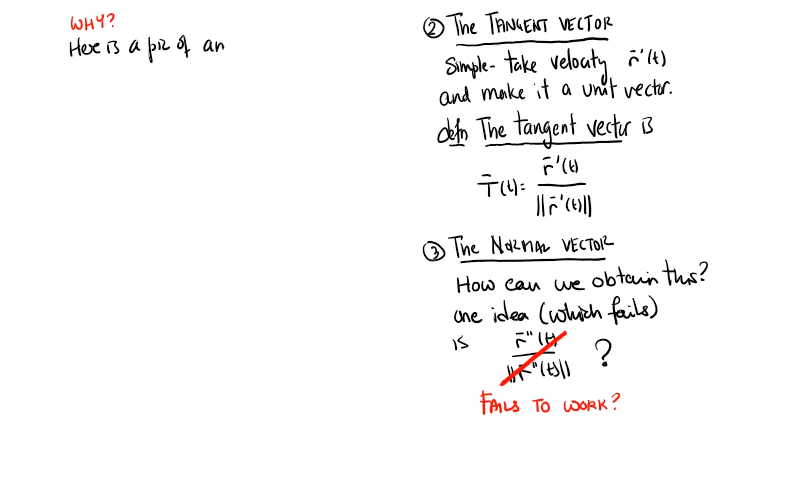 WHY?
Here is a pic of an
② The TANGENT VECTOR
Simple- take velocity r̄'(t)
and make it a unit vector.
defn The tangent vector is
T̄(t) = r̄'(t) / ||r̄'(t)||
③ The NORMAL VECTOR
How can we obtain this?
one idea (which fails)
is r̄''(t) / ||r̄''(t)|| ?
FAILS TO WORK?